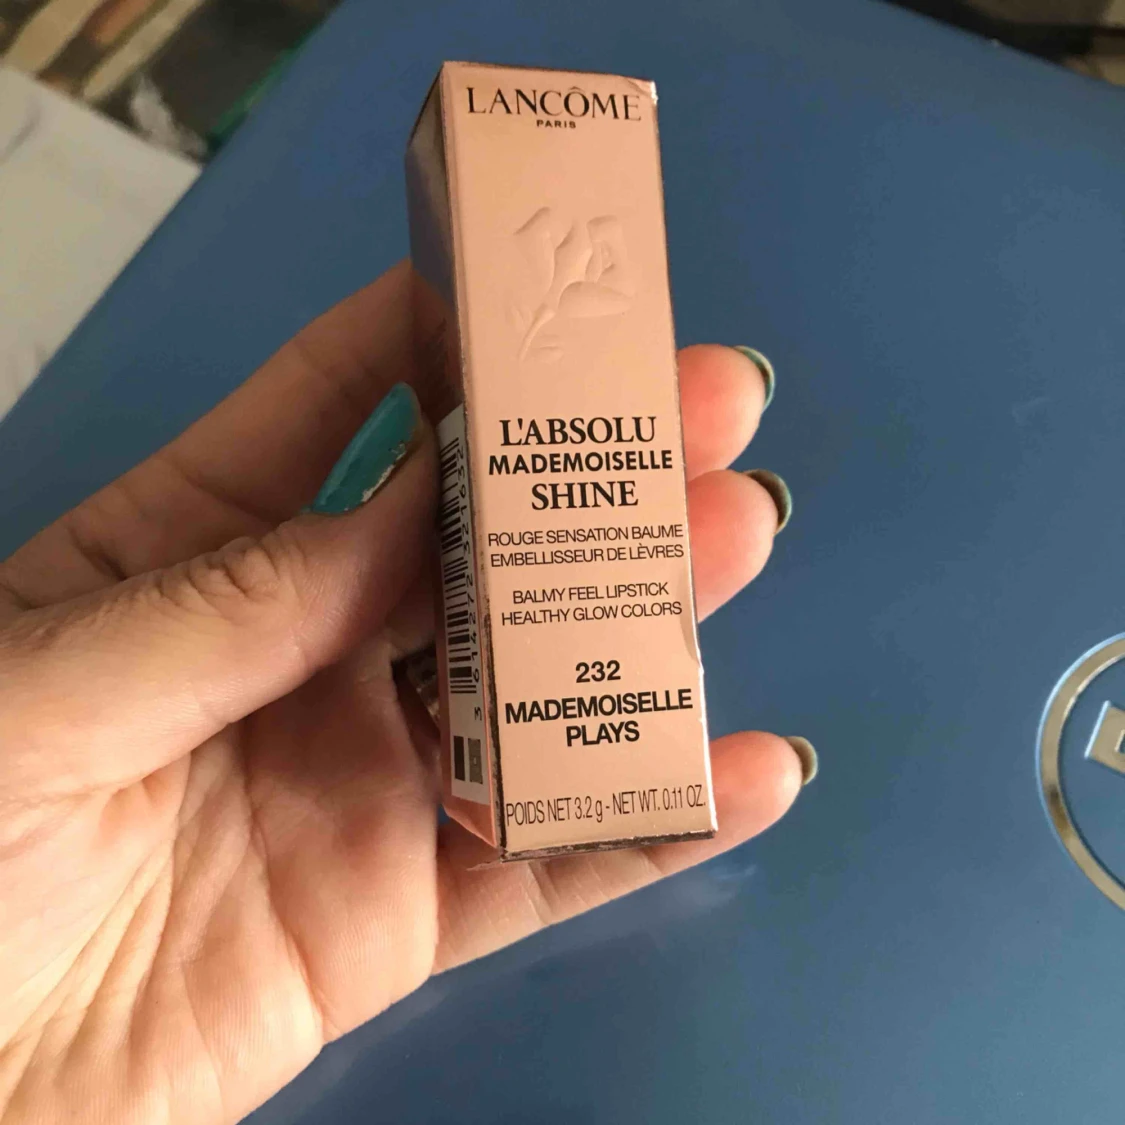 LANCÔME
PARIS
L'ABSOLU
MADEMOISELLE
SHINE
ROUGE SENSATION BAUME
EMBELLISSEUR DE LÈVRES
BALMY FEEL LIPSTICK
HEALTHY GLOW COLORS
232
MADEMOISELLE
PLAYS
POIDS NET 3.2 g - NET WT. 0.11 OZ.